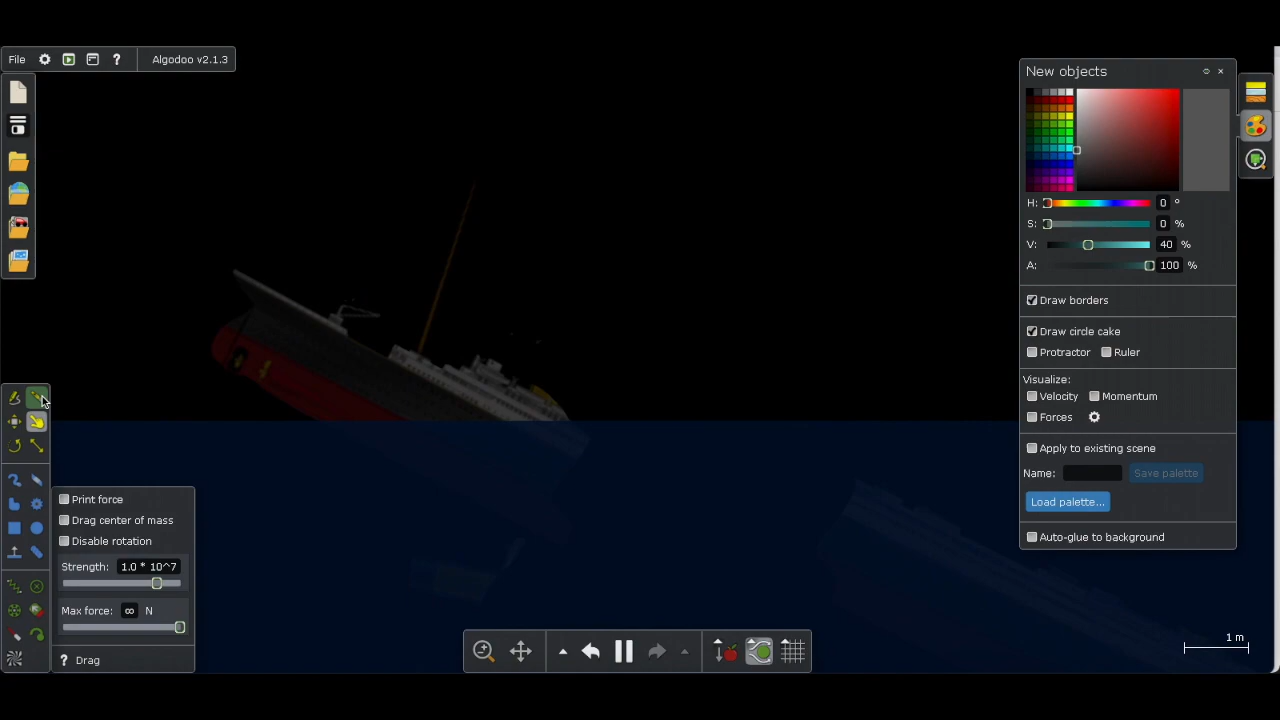 File ? Algodoo v2.1.3
New objects
H: 0 °
S: 0 %
V: 40 %
A: 100 %
Draw borders
Draw circle cake
Protractor Ruler
Visualize:
Velocity Momentum
Forces
Apply to existing scene
Name: Save palette
Load palette...
Auto-glue to background
Print force
Drag center of mass
Disable rotation
Strength: 1.0 * 10^7
Max force: ∞ N
? Drag
1 m